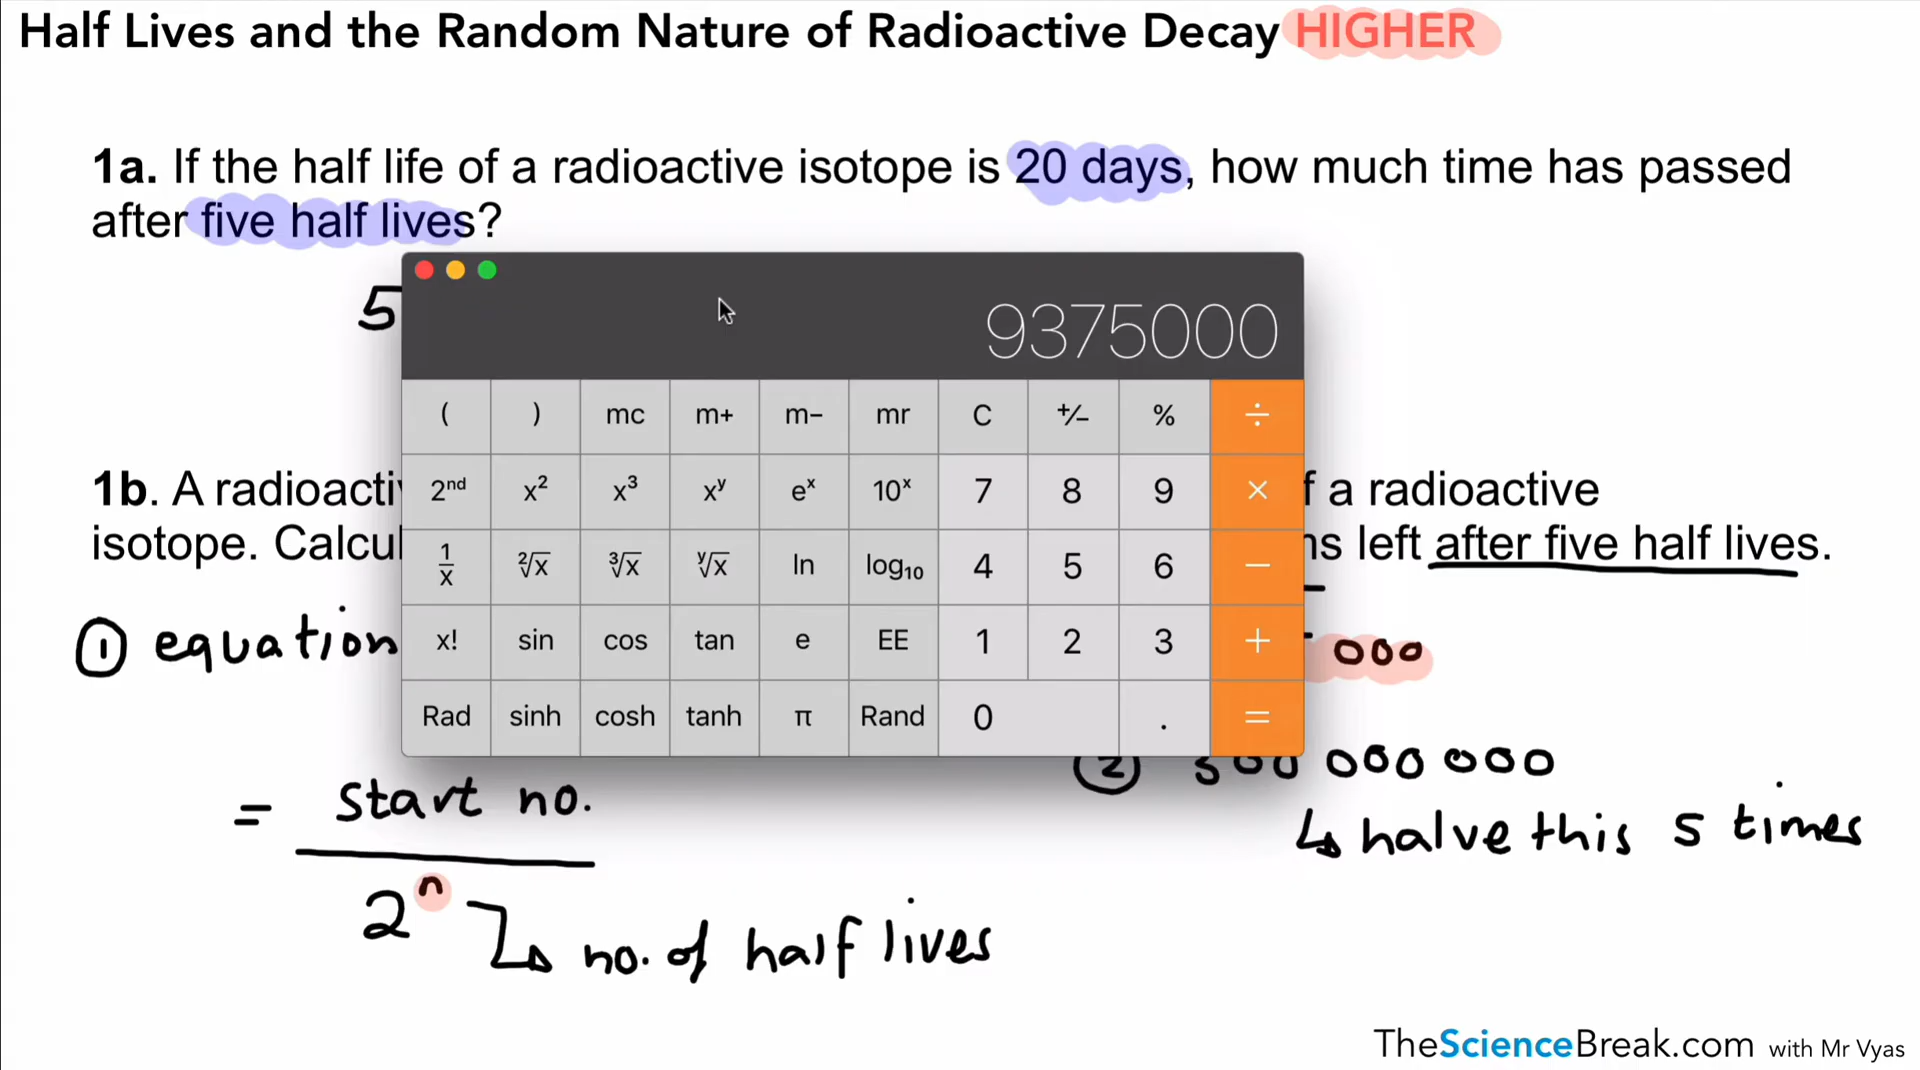 Half Lives and the Random Nature of Radioactive Decay HIGHER
1a. If the half life of a radioactive isotope is 20 days, how much time has passed
after five half lives?
5
9375000
( ) mc m+ m− mr C +/− % ÷
2nd x² x³ xʸ eˣ 10ˣ 7 8 9 ×
1/x ²√x ³√x ʸ√x ln log₁₀ 4 5 6 −
x! sin cos tan e EE 1 2 3 +
Rad sinh cosh tanh π Rand 0 . =
1b. A a radioactive
isotope. left after five half lives.
① equation 000
② 300 000 000
= Start no.
↳ halve this 5 times
2ⁿ ↳ no. of half lives
TheScienceBreak.com with Mr Vyas